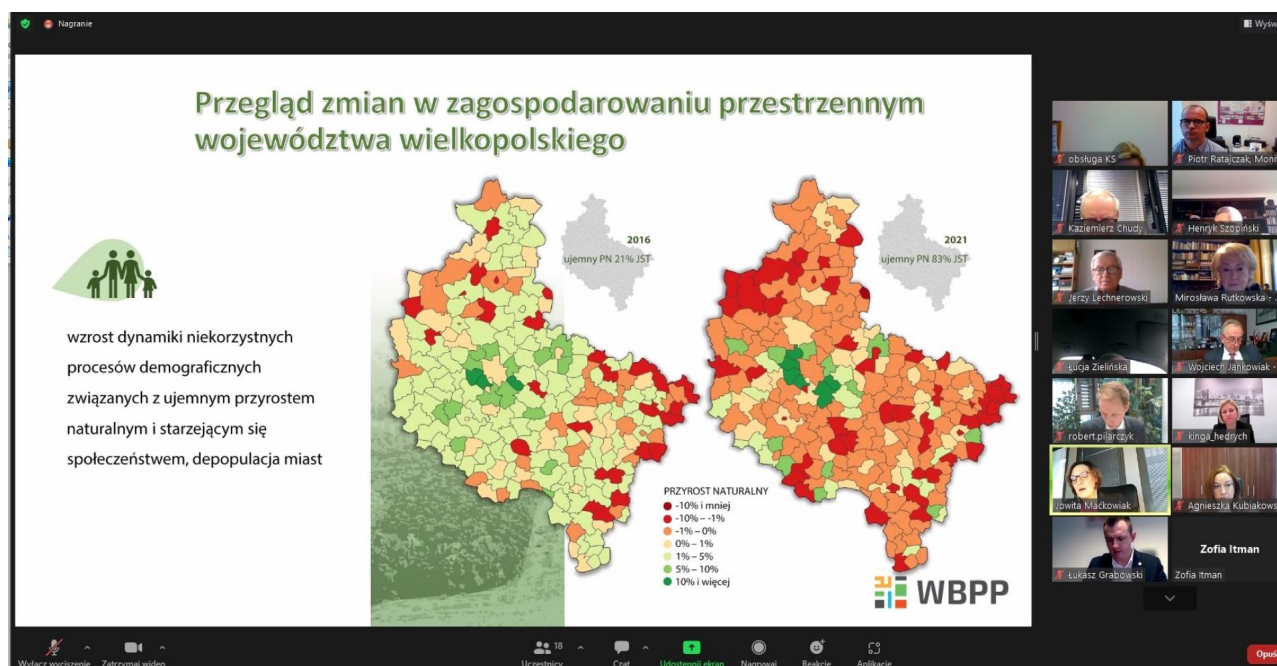 Nagranie
Wyśw
Przegląd zmian w zagospodarowaniu przestrzennym
województwa wielkopolskiego
2016
ujemny PN 21% JST
2021
ujemny PN 83% JST
wzrost dynamiki niekorzystnych
procesów demograficznych
związanych z ujemnym przyrostem
naturalnym i starzejącym się
społeczeństwem, depopulacja miast
PRZYROST NATURALNY
-10% i mniej
-10% – -1%
-1% – 0%
0% – 1%
1% – 5%
5% – 10%
10% i więcej
WBPP
obsługa KS
Piotr Ratajczak, Moni
Kazimierz Chudy
Henryk Szopiński
Jerzy Lechnerowski
Mirosława Rutkowska - ...
Łucja Zielińska
Wojciech Jankowiak -
robert.pilarczyk
kinga_hedrych
Jowita Maćkowiak
Agnieszka Kubiakows
Łukasz Grabowski
Zofia Itman
Zofia Itman
Wyłącz wyciszenie
Zatrzymaj wideo
18
Uczestnicy
Czat
Udostępnij ekran
Nagrywaj
Reakcje
Aplikacje
Opuś